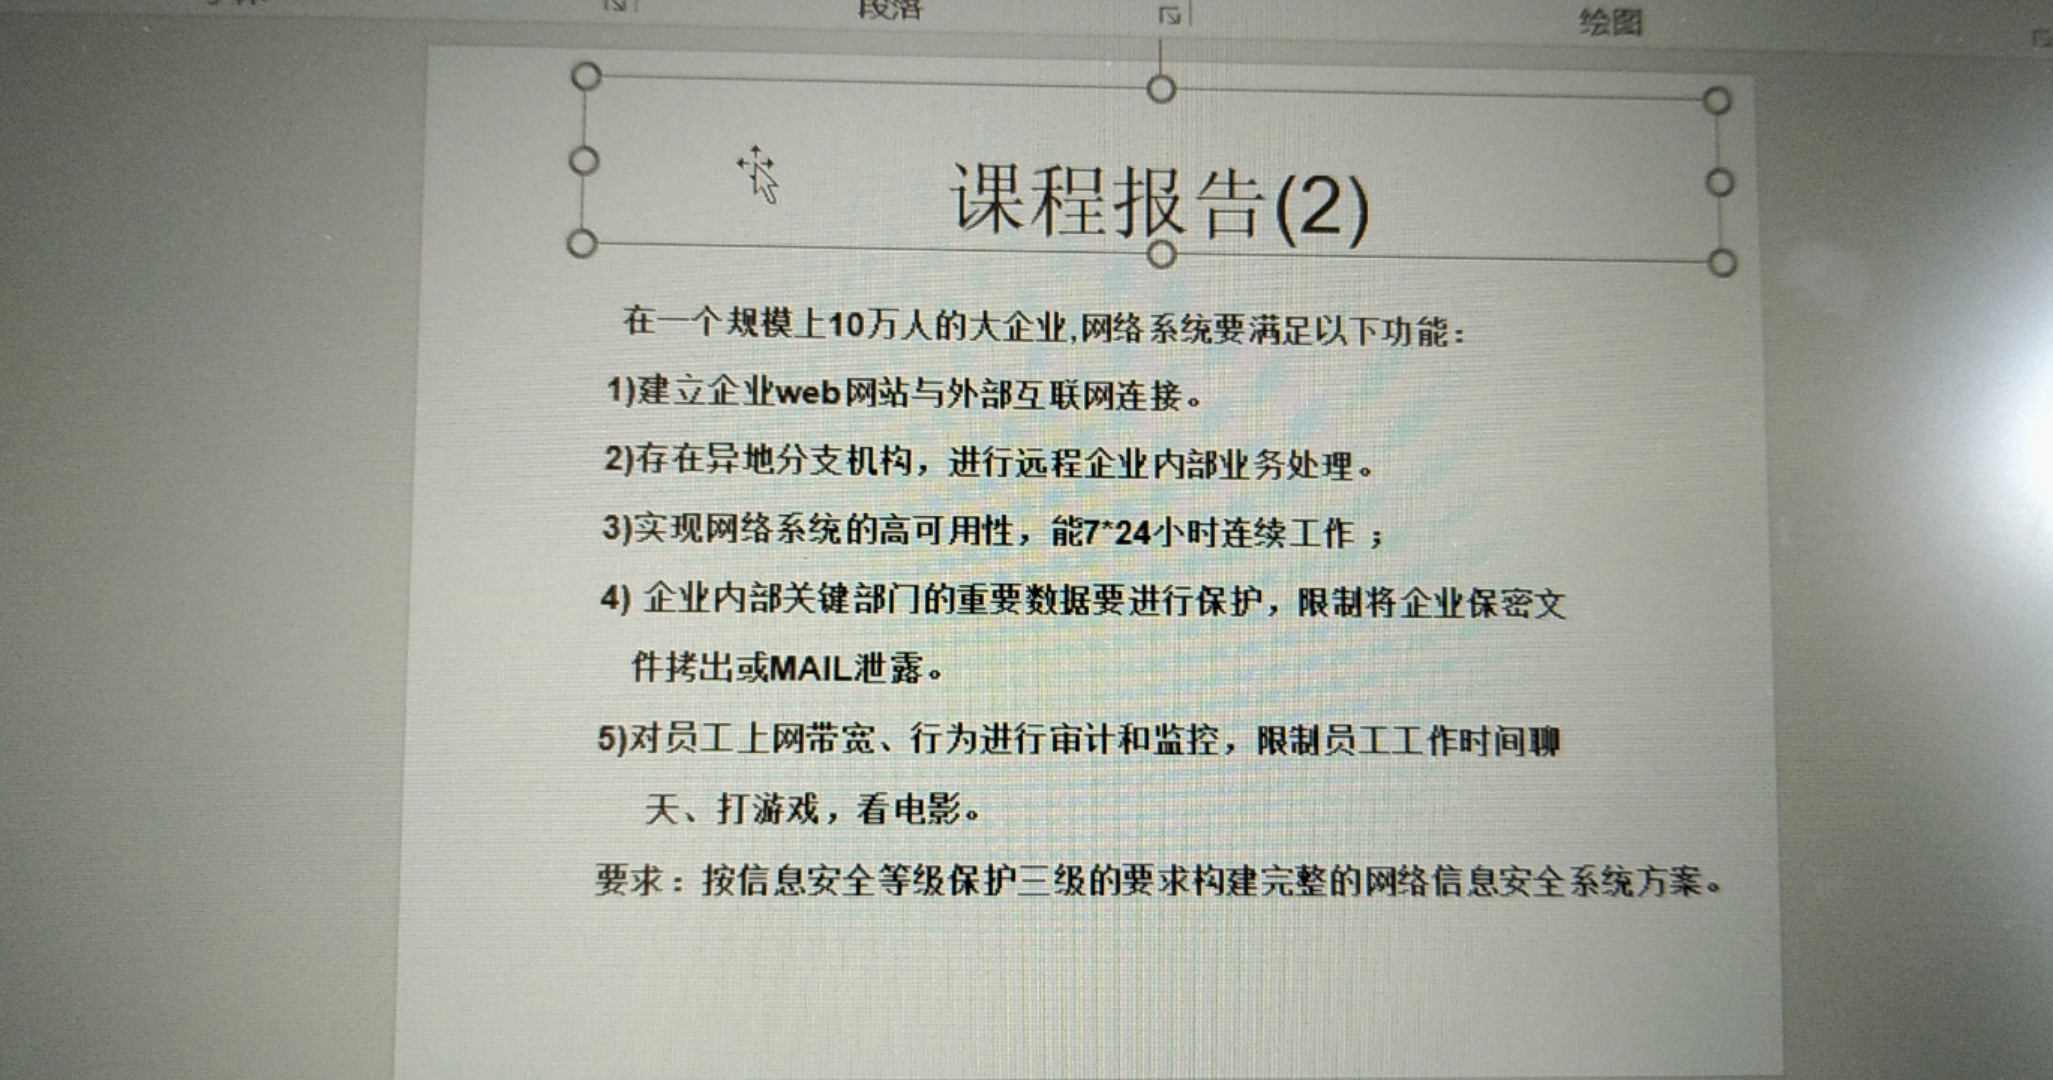 段落
绘图
课程报告(2)
在一个规模上10万人的大企业,网络系统要满足以下功能：
1)建立企业web网站与外部互联网连接。
2)存在异地分支机构，进行远程企业内部业务处理。
3)实现网络系统的高可用性，能7*24小时连续工作；
4) 企业内部关键部门的重要数据要进行保护，限制将企业保密文
件拷出或MAIL泄露。
5)对员工上网带宽、行为进行审计和监控，限制员工工作时间聊
天、打游戏，看电影。
要求：按信息安全等级保护三级的要求构建完整的网络信息安全系统方案。